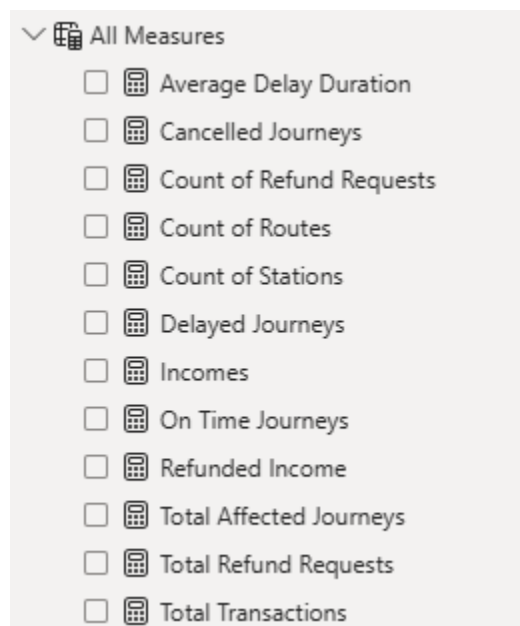 All Measures
Average Delay Duration
Cancelled Journeys
Count of Refund Requests
Count of Routes
Count of Stations
Delayed Journeys
Incomes
On Time Journeys
Refunded Income
Total Affected Journeys
Total Refund Requests
Total Transactions